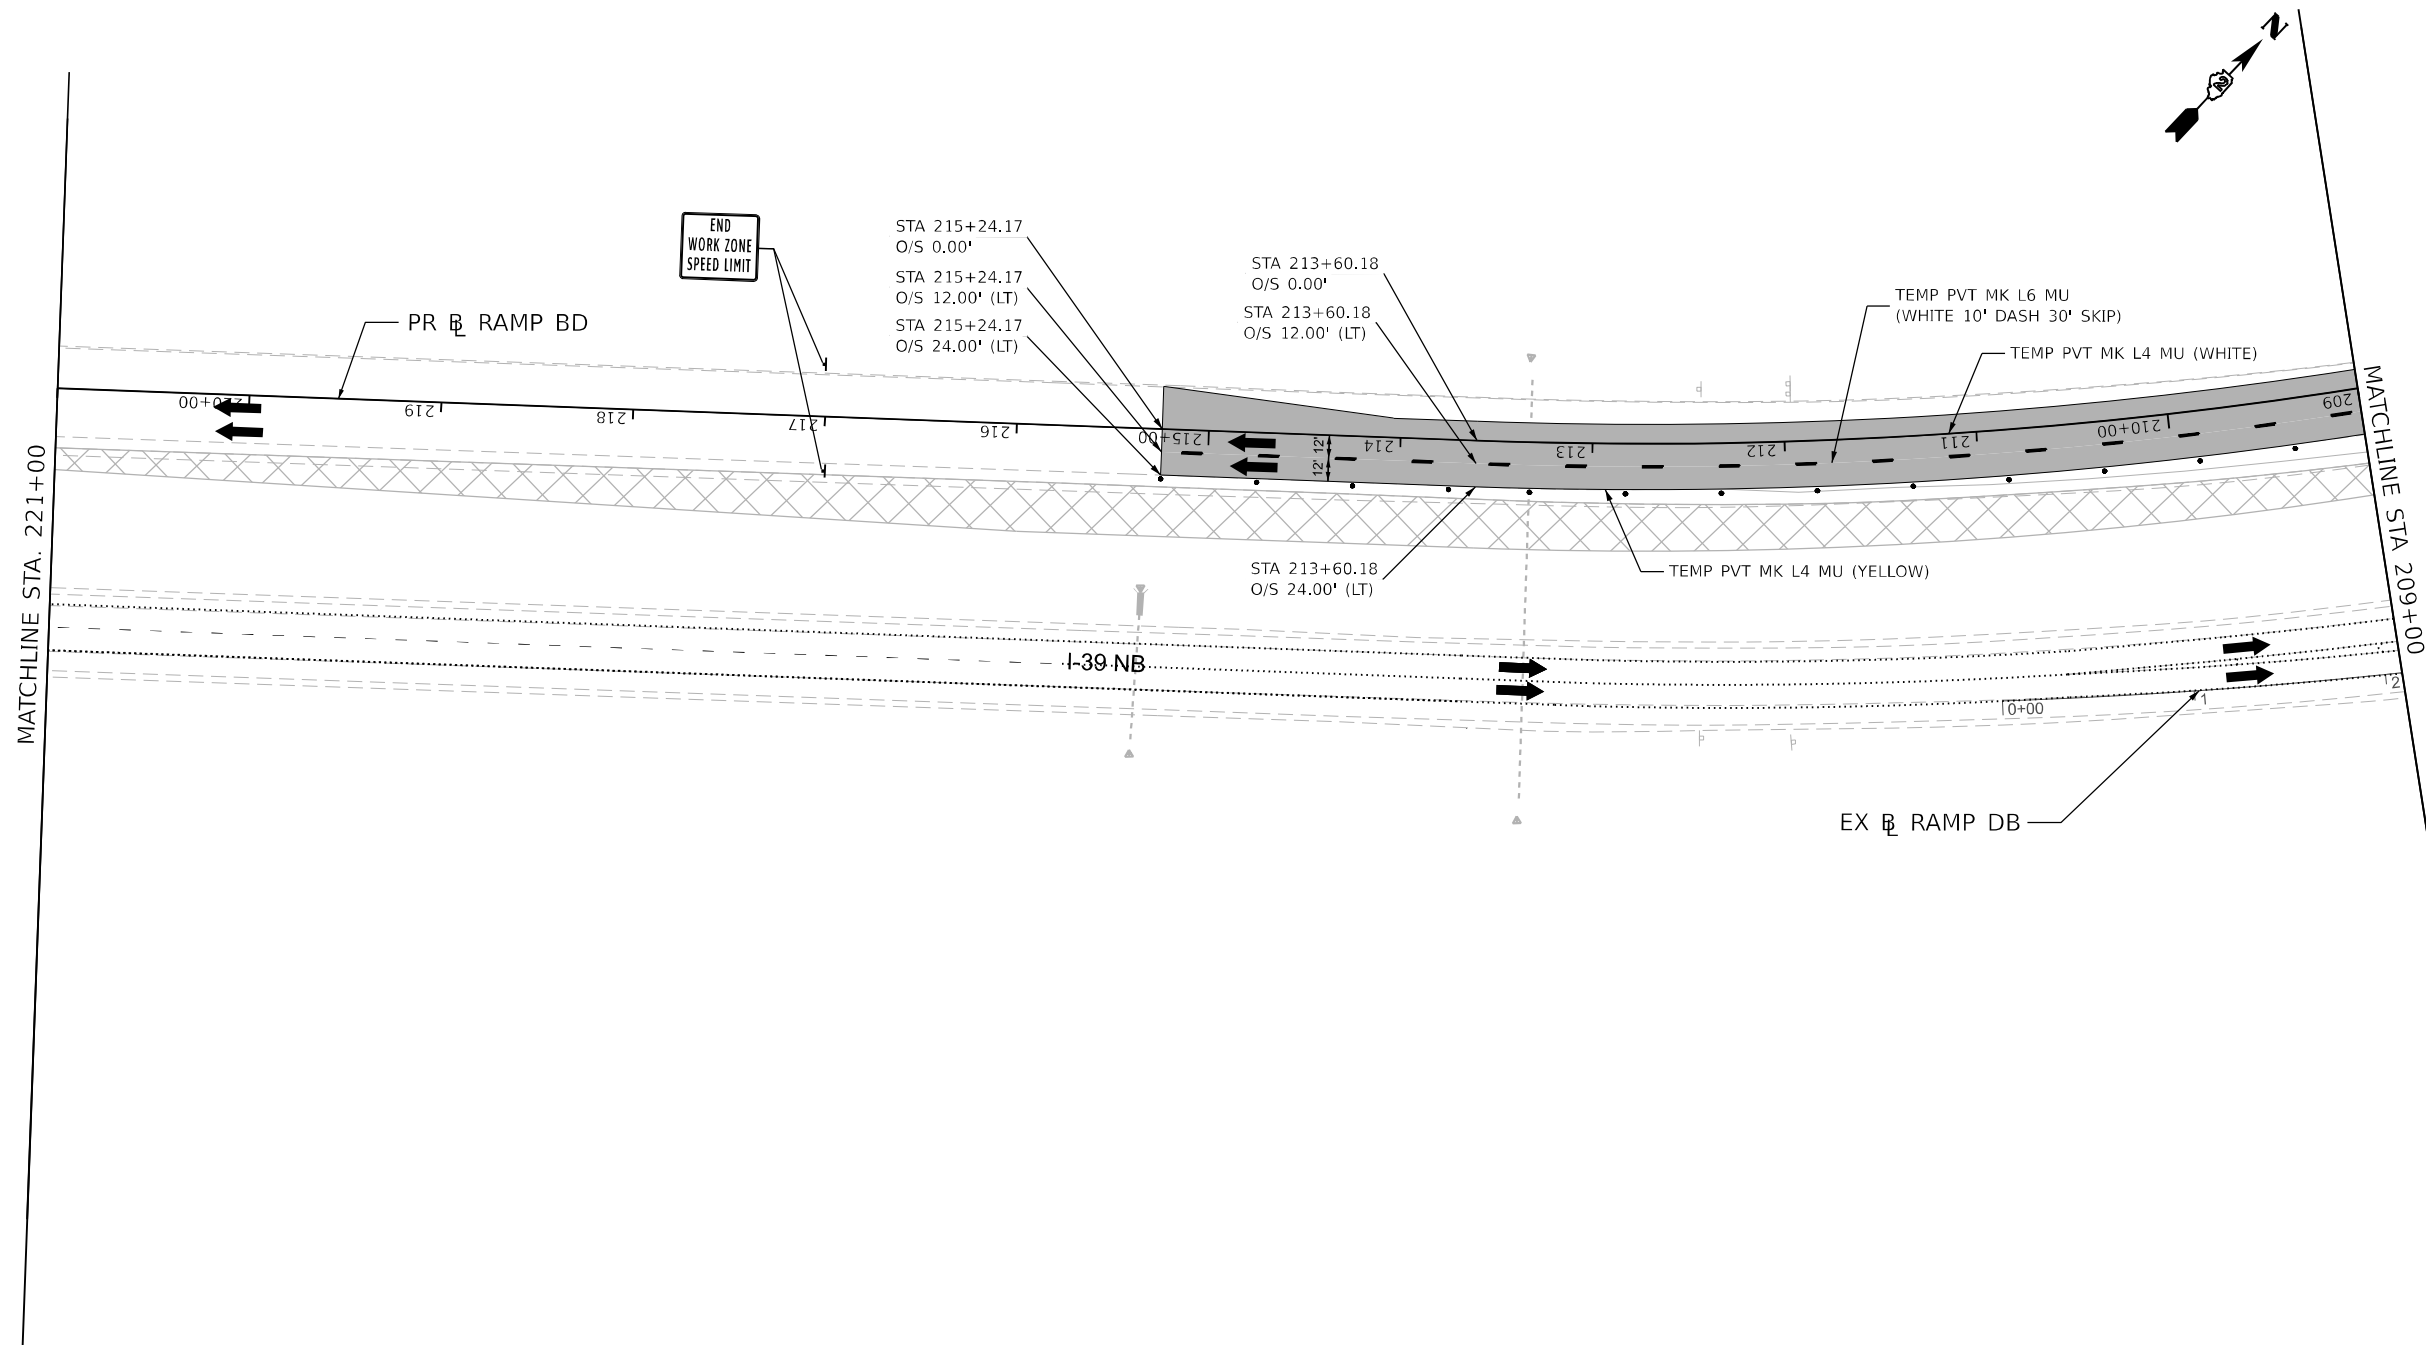 N
2
END
WORK ZONE
SPEED LIMIT
STA 215+24.17
O/S 0.00'
STA 215+24.17
O/S 12.00' (LT)
STA 215+24.17
O/S 24.00' (LT)
STA 213+60.18
O/S 0.00'
STA 213+60.18
O/S 12.00' (LT)
TEMP PVT MK L6 MU
(WHITE 10' DASH 30' SKIP)
TEMP PVT MK L4 MU (WHITE)
PR BL RAMP BD
220+00
219
218
217
216
215+00
12'
12'
214
213
212
211
210+00
209
STA 213+60.18
O/S 24.00' (LT)
TEMP PVT MK L4 MU (YELLOW)
MATCHLINE STA. 221+00
MATCHLINE STA 209+00
I-39 NB
0+00
1
2
EX BL RAMP DB